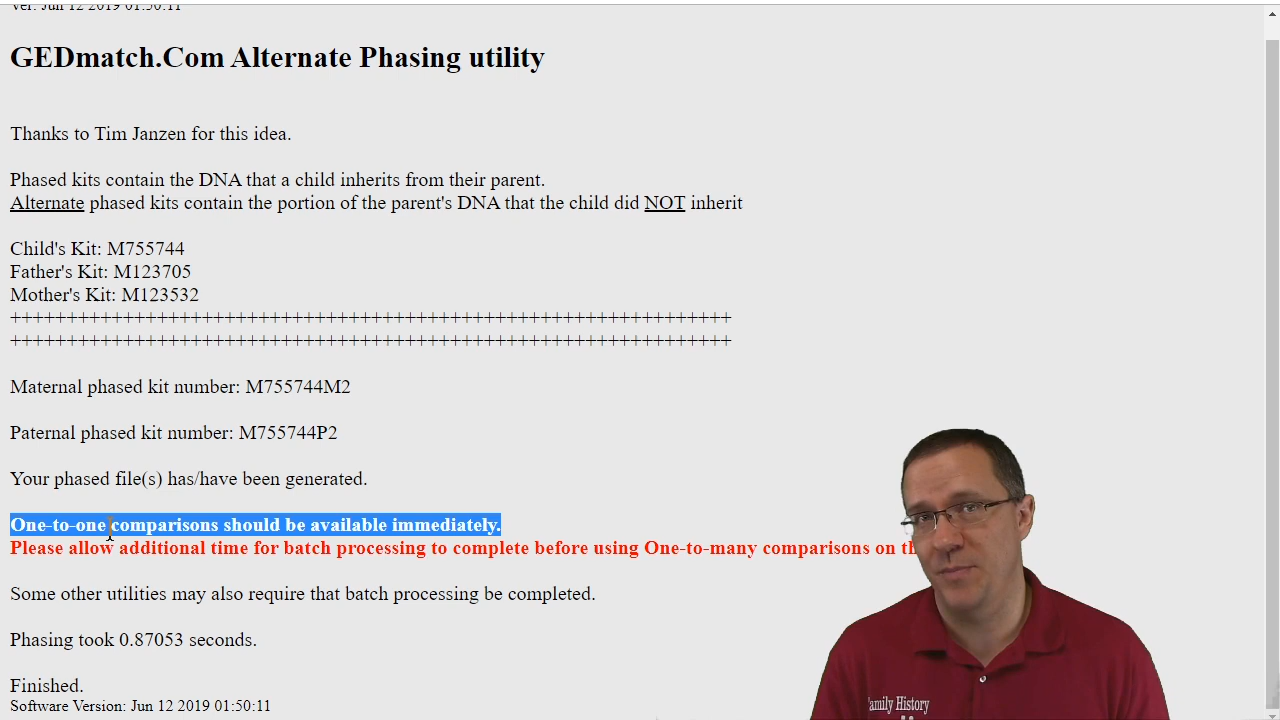 Ver: Jun 12 2019 01:50:11
GEDmatch.Com Alternate Phasing utility
Thanks to Tim Janzen for this idea.
Phased kits contain the DNA that a child inherits from their parent.
Alternate phased kits contain the portion of the parent's DNA that the child did NOT inherit
Child's Kit: M755744
Father's Kit: M123705
Mother's Kit: M123532
++++++++++++++++++++++++++++++++++++++++++++++++++++++++++++++++
++++++++++++++++++++++++++++++++++++++++++++++++++++++++++++++++
Maternal phased kit number: M755744M2
Paternal phased kit number: M755744P2
Your phased file(s) has/have been generated.
One-to-one comparisons should be available immediately.
Please allow additional time for batch processing to complete before using One-to-many comparisons on
Some other utilities may also require that batch processing be completed.
Phasing took 0.87053 seconds.
Finished.
Software Version: Jun 12 2019 01:50:11
Family History